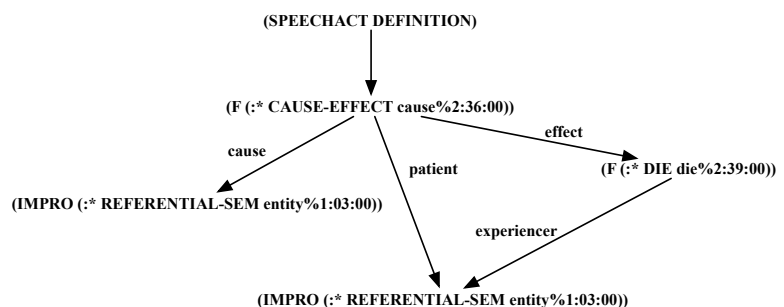 (SPEECHACT DEFINITION)
(F (:* CAUSE-EFFECT cause%2:36:00))
effect
cause
patient
(F (:* DIE die%2:39:00))
(IMPRO (:* REFERENTIAL-SEM entity%1:03:00))
experiencer
(IMPRO (:* REFERENTIAL-SEM entity%1:03:00))